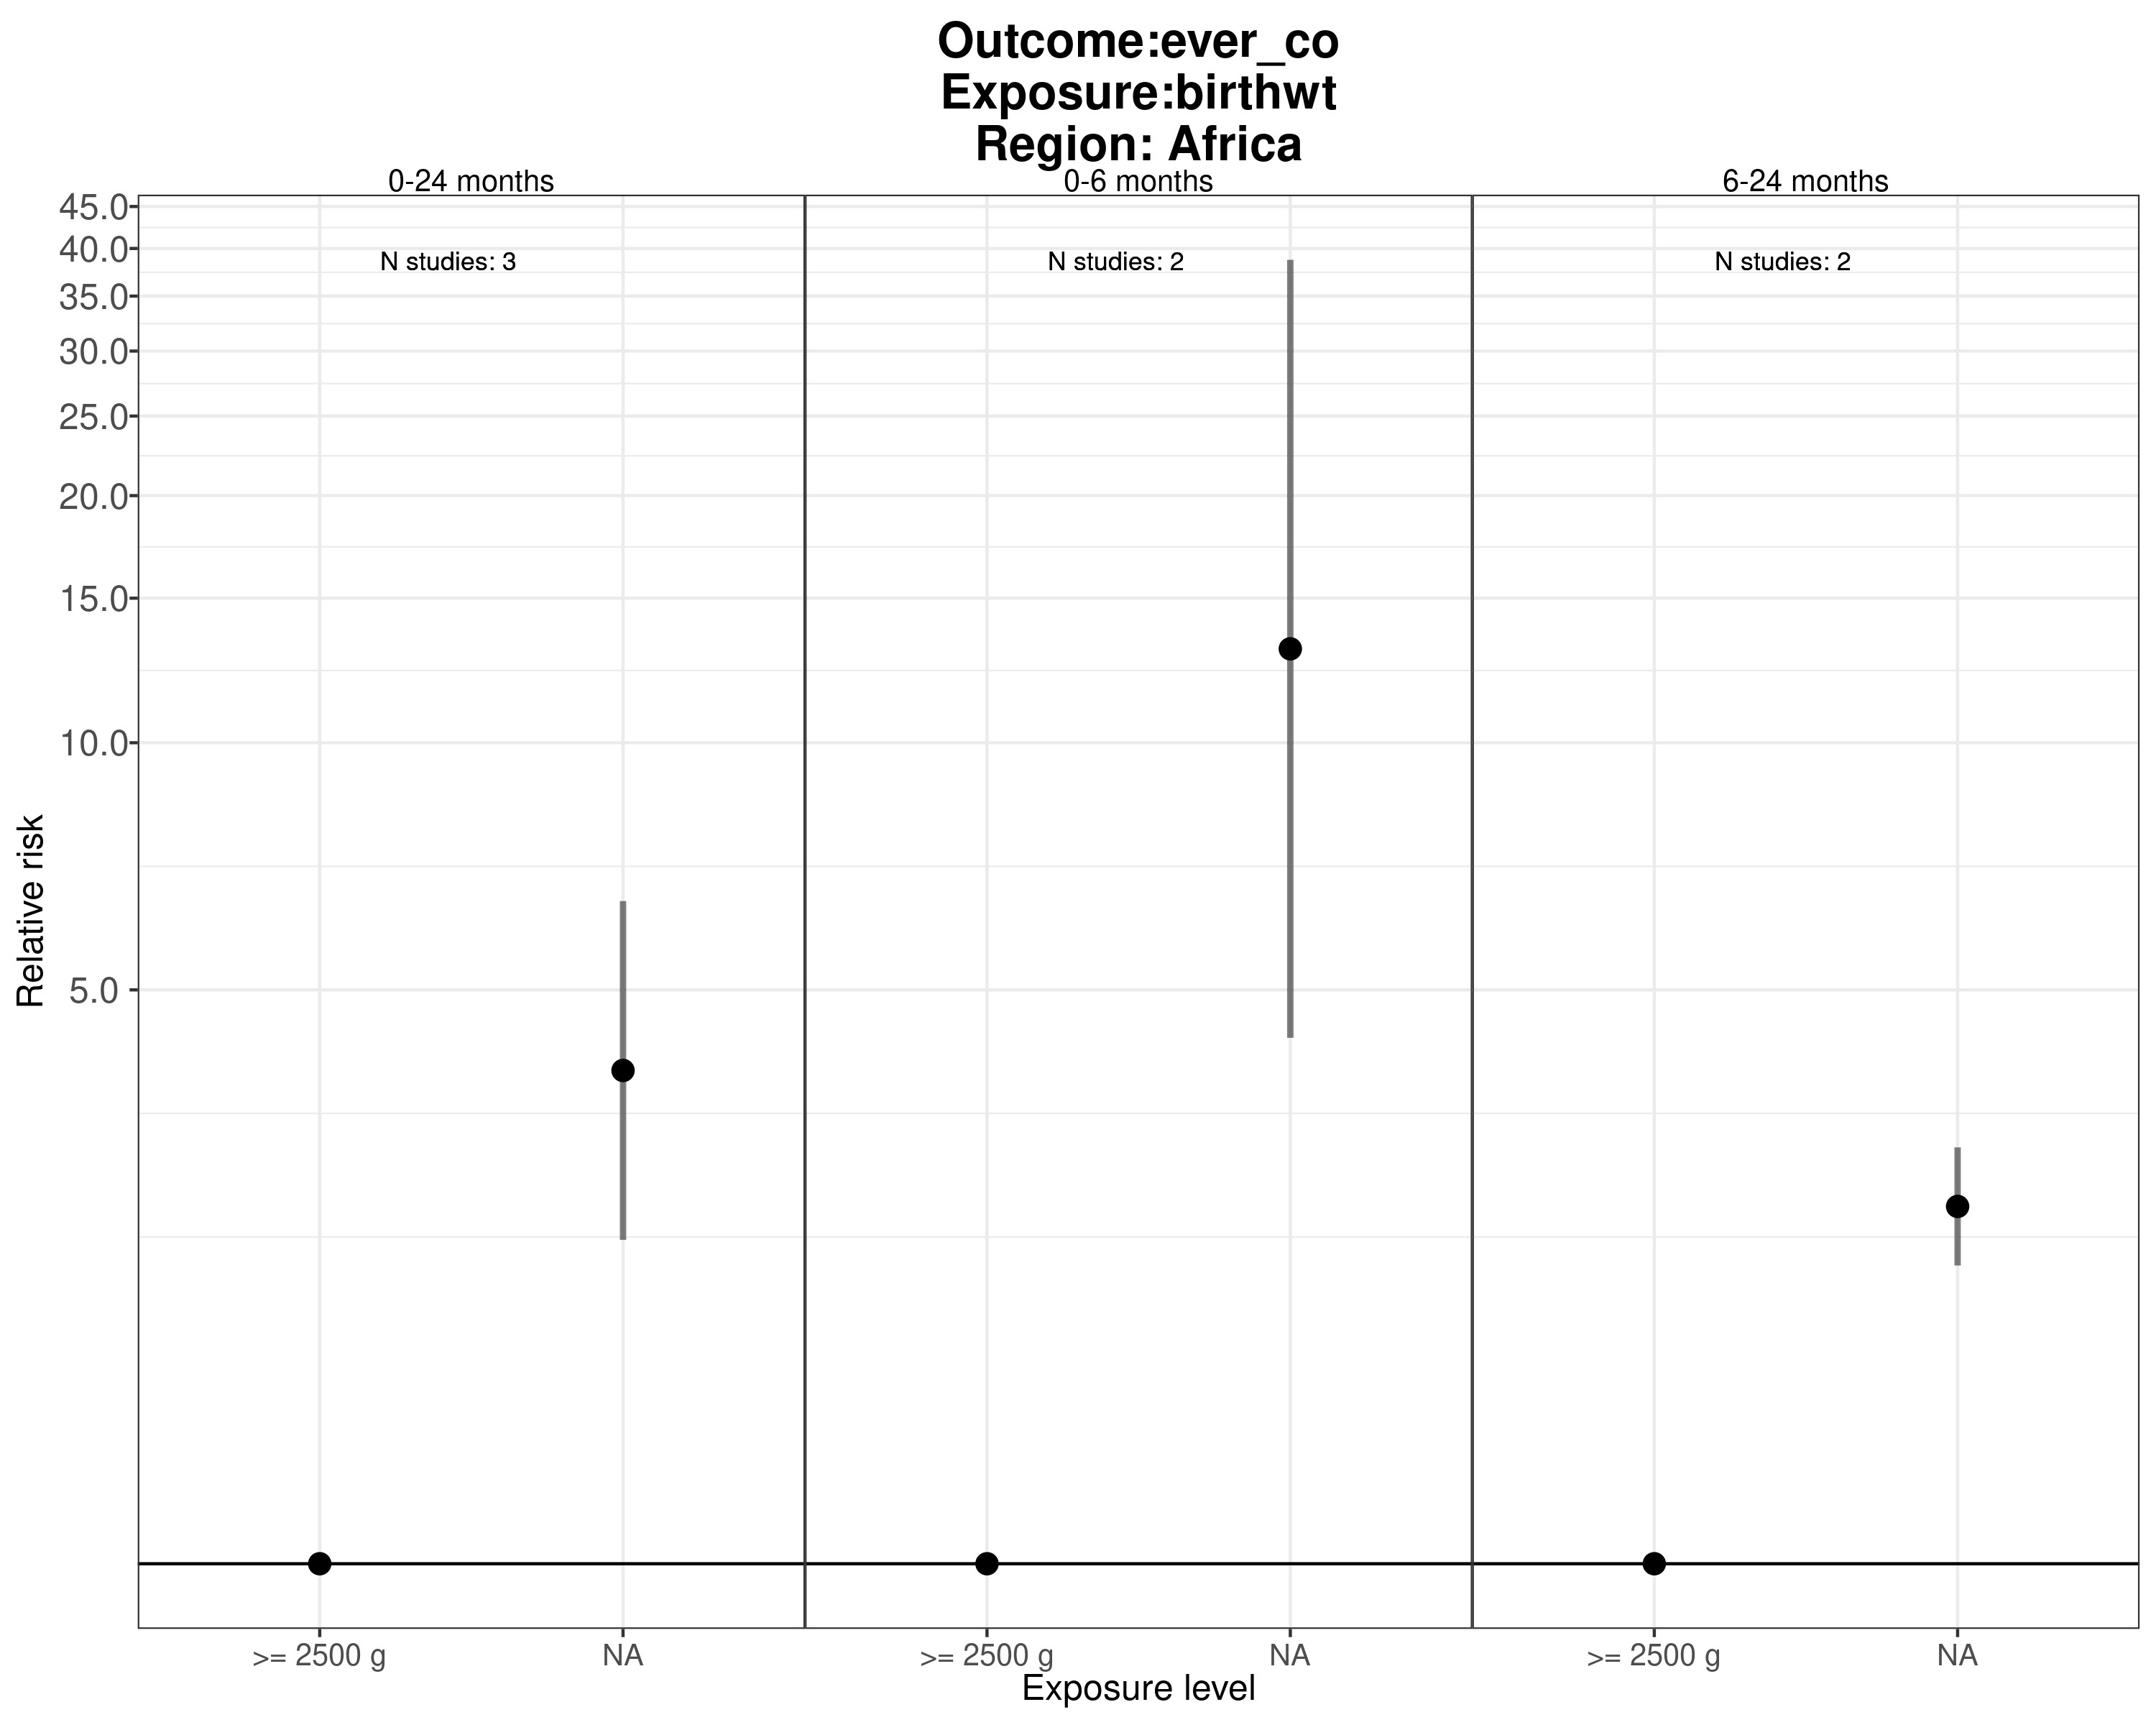 Outcome:ever_co
Exposure:birthwt
Region: Africa
0-24 months
0-6 months
6-24 months
N studies: 3
N studies: 2
N studies: 2
45.0
40.0
35.0
30.0
25.0
20.0
15.0
10.0
5.0
Relative risk
>= 2500 g
NA
>= 2500 g
NA
>= 2500 g
NA
Exposure level